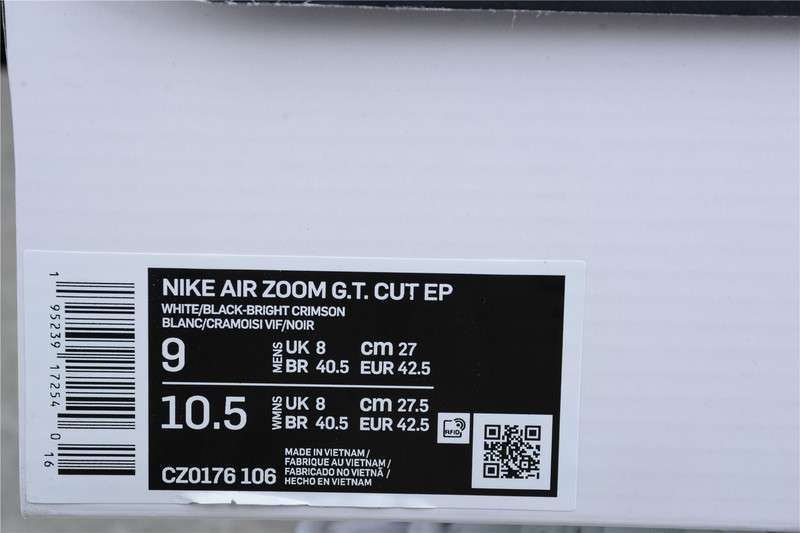 NIKE AIR ZOOM G.T. CUT EP
WHITE/BLACK-BRIGHT CRIMSON
BLANC/CRAMOISI VIF/NOIR
9 MENS UK 8 cm 27
BR 40.5 EUR 42.5
10.5 WMNS UK 8 cm 27.5
BR 40.5 EUR 42.5
RFID
CZ0176 106
MADE IN VIETNAM /
FABRIQUE AU VIETNAM /
FABRICADO NO VIETNÃ /
HECHO EN VIETNAM
1 95239 17254 0 16